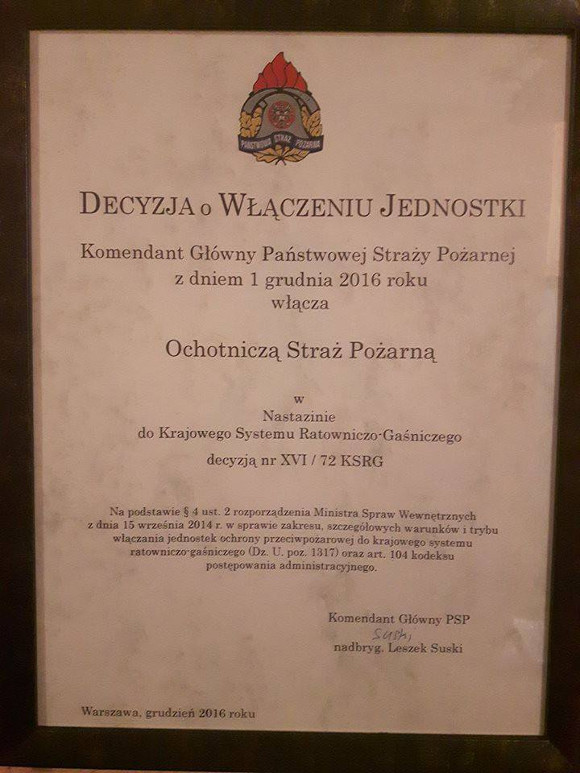 PAŃSTWOWA STRAŻ POŻARNA
DECYZJA O WŁĄCZENIU JEDNOSTKI
Komendant Główny Państwowej Straży Pożarnej
z dniem 1 grudnia 2016 roku
włącza
Ochotniczą Straż Pożarną
w
Nastazinie
do Krajowego Systemu Ratowniczo-Gaśniczego
decyzją nr XVI / 72 KSRG
Na podstawie § 4 ust. 2 rozporządzenia Ministra Spraw Wewnętrznych
z dnia 15 września 2014 r. w sprawie zakresu, szczegółowych warunków i trybu
włączania jednostek ochrony przeciwpożarowej do krajowego systemu
ratowniczo-gaśniczego (Dz. U. poz. 1317) oraz art. 104 kodeksu
postępowania administracyjnego.
Komendant Główny PSP
Suski
nadbryg. Leszek Suski
Warszawa, grudzień 2016 roku